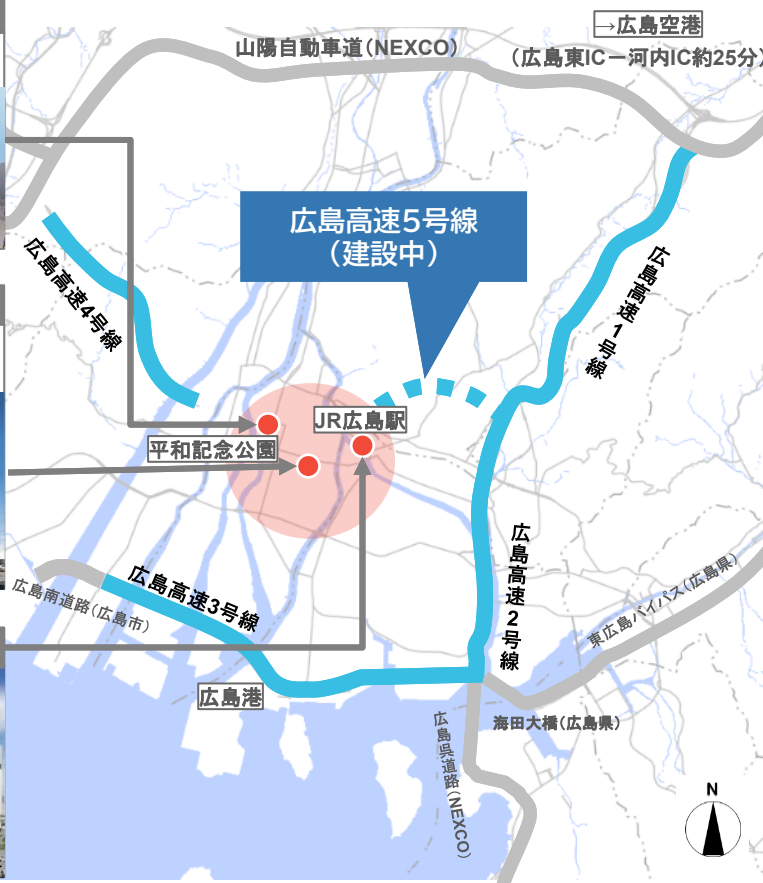 →広島空港
(広島東IC－河内IC約25分)
山陽自動車道(NEXCO)
広島高速5号線
(建設中)
広島高速4号線
広島高速1号線
JR広島駅
平和記念公園
広島高速2号線
広島高速3号線
広島南道路(広島市)
東広島バイパス(広島県)
広島港
海田大橋(広島県)
広島呉道路(NEXCO)
N